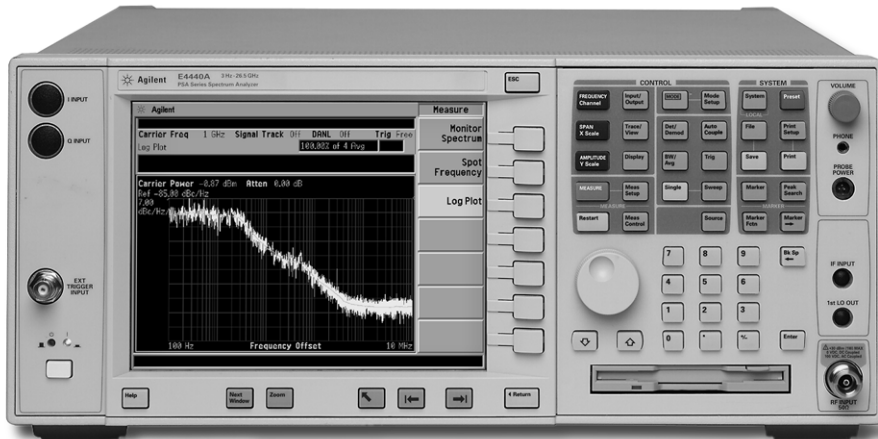 Agilent E4440A 3 Hz - 26.5 GHz
PSA Series Spectrum Analyzer
ESC
I INPUT
Q INPUT
EXT
TRIGGER
INPUT
Agilent
Measure
Carrier Freq 1 GHz Signal Track Off DANL Off Trig Free
Log Plot
100.00% of 4 Avg
Carrier Power -0.87 dBm Atten 0.00 dB
Ref -85.00 dBc/Hz
7.00
dBc/Hz/
100 Hz Frequency Offset 10 MHz
Monitor
Spectrum
Spot
Frequency
Log Plot
Help
Next
Window
Zoom
Return
CONTROL
SYSTEM
FREQUENCY
Channel
Input/
Output
MODE
Mode
Setup
System
Preset
LOCAL
SPAN
X Scale
Trace/
View
Det/
Demod
Auto
Couple
File
Print
Setup
AMPLITUDE
Y Scale
Display
BW/
Avg
Trig
Save
Print
MEASURE
Meas
Setup
Single
Sweep
Marker
Peak
Search
MEASURE
MARKER
Restart
Meas
Control
Source
Marker
Fctn
Marker
→
7 8 9 Bk Sp
←
4 5 6
1 2 3
0 • Enter
VOLUME
PHONE
PROBE
POWER
IF INPUT
1st LO OUT
RF INPUT
50Ω